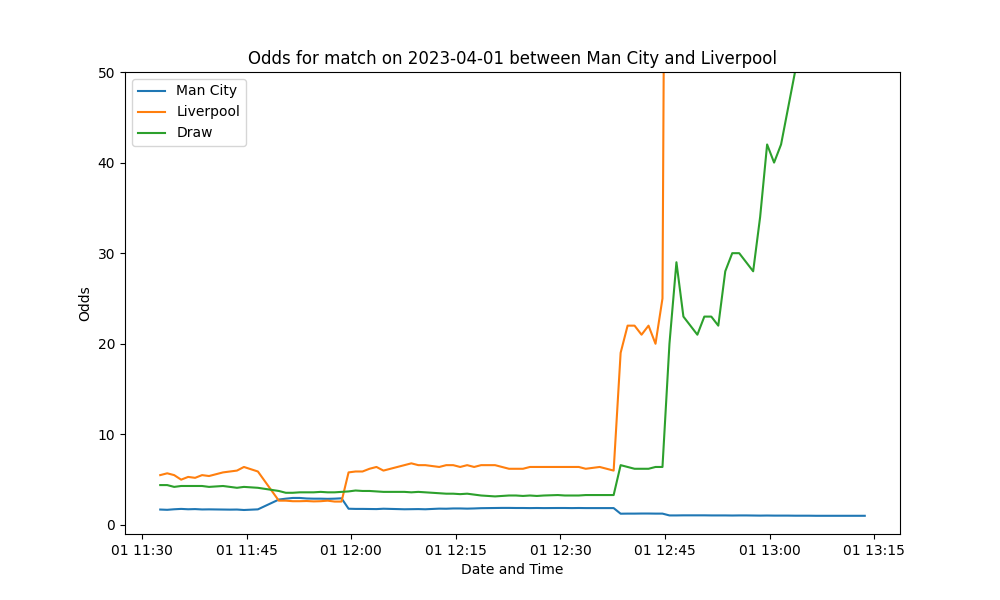 Odds for match on 2023-04-01 between Man City and Liverpool
50
40
30
20
10
0
Odds
Man City
Liverpool
Draw
01 11:30
01 11:45
01 12:00
01 12:15
01 12:30
01 12:45
01 13:00
01 13:15
Date and Time